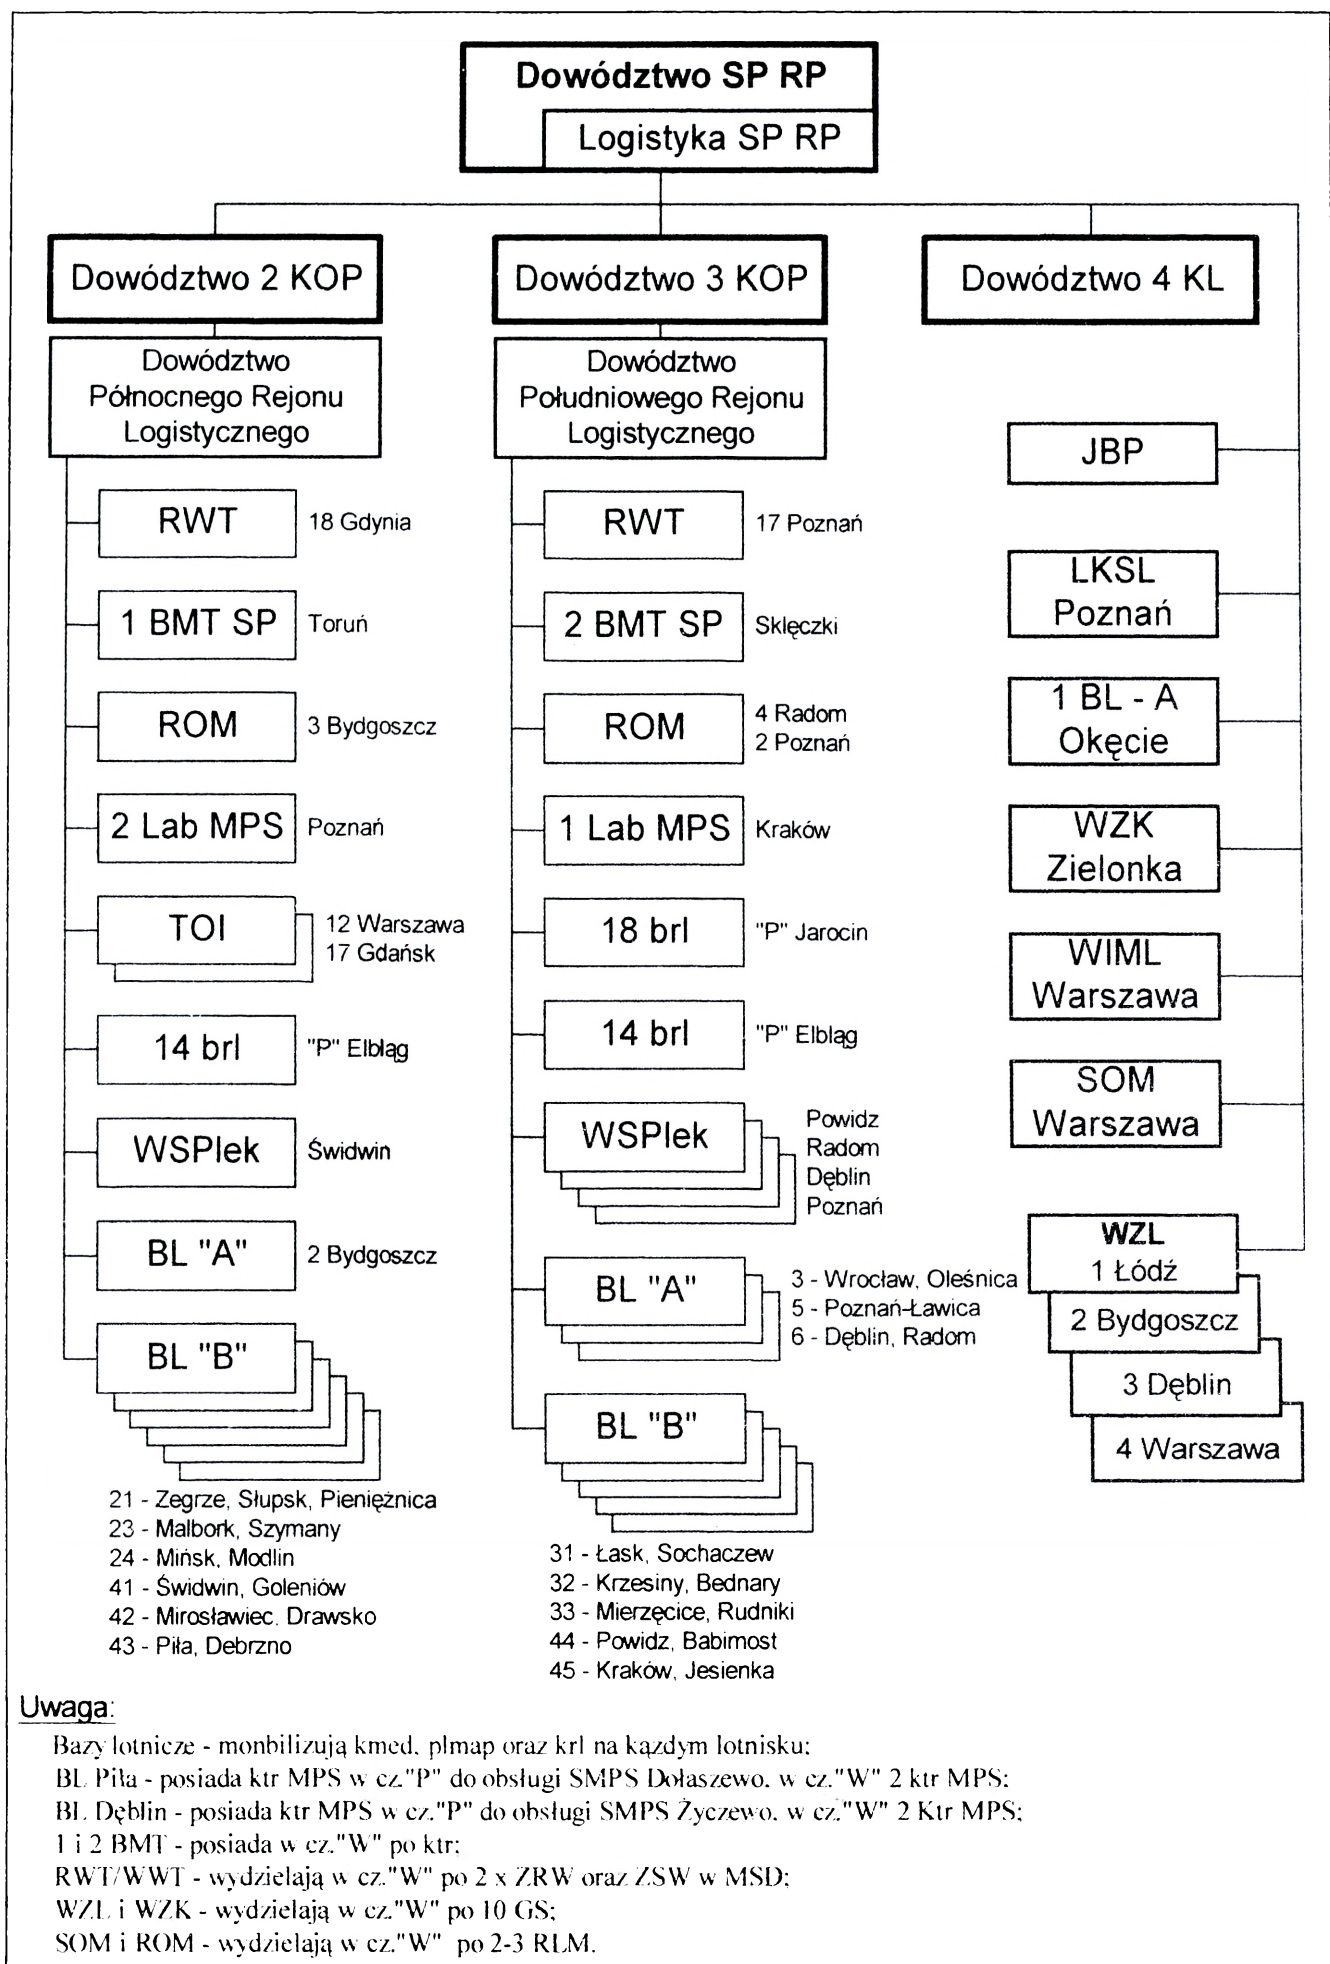 Dowództwo SP RP
Logistyka SP RP
Dowództwo 2 KOP
Dowództwo
Północnego Rejonu
Logistycznego
RWT
18 Gdynia
1 BMT SP
Toruń
ROM
3 Bydgoszcz
2 Lab MPS
Poznań
TOI
12 Warszawa
17 Gdańsk
14 brl
"P" Elbląg
WSPlek
Świdwin
BL "A"
2 Bydgoszcz
BL "B"
21 - Zegrze, Słupsk, Pieniężnica
23 - Malbork, Szymany
24 - Mińsk, Modlin
41 - Świdwin, Goleniów
42 - Mirosławiec, Drawsko
43 - Piła, Debrzno
Dowództwo 3 KOP
Dowództwo
Południowego Rejonu
Logistycznego
RWT
17 Poznań
2 BMT SP
Sklęczki
ROM
4 Radom
2 Poznań
1 Lab MPS
Kraków
18 brl
"P" Jarocin
14 brl
"P" Elbląg
WSPlek
Powidz
Radom
Dęblin
Poznań
BL "A"
3 - Wrocław, Oleśnica
5 - Poznań-Ławica
6 - Dęblin, Radom
BL "B"
31 - Łask, Sochaczew
32 - Krzesiny, Bednary
33 - Mierzęcice, Rudniki
44 - Powidz, Babimost
45 - Kraków, Jesienka
Dowództwo 4 KL
JBP
LKSL
Poznań
1 BL - A
Okęcie
WZK
Zielonka
WIML
Warszawa
SOM
Warszawa
WZL
1 Łódź
2 Bydgoszcz
3 Dęblin
4 Warszawa
Uwaga:
Bazy lotnicze - monbilizują kmed, plmap oraz krl na kązdym lotnisku;
BL Piła - posiada ktr MPS w cz."P" do obsługi SMPS Dołaszewo, w cz."W" 2 ktr MPS;
BL Dęblin - posiada ktr MPS w cz."P" do obsługi SMPS Życzewo, w cz."W" 2 Ktr MPS;
1 i 2 BMT - posiada w cz."W" po ktr;
RWT/WWT - wydzielają w cz."W" po 2 x ZRW oraz ZSW w MSD;
WZL i WZK - wydzielają w cz."W" po 10 GS;
SOM i ROM - wydzielają w cz."W" po 2-3 RLM.